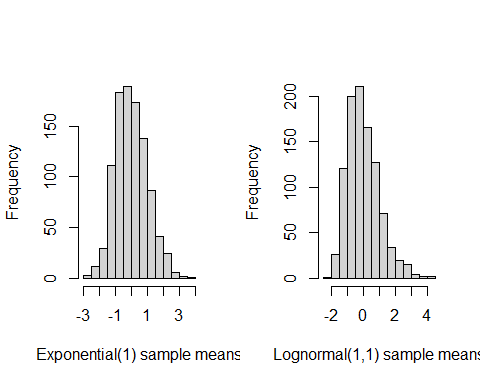 Frequency
150
100
50
0
-3 -1 1 3
Exponential(1) sample means
Frequency
200
150
100
50
0
-2 0 2 4
Lognormal(1,1) sample means